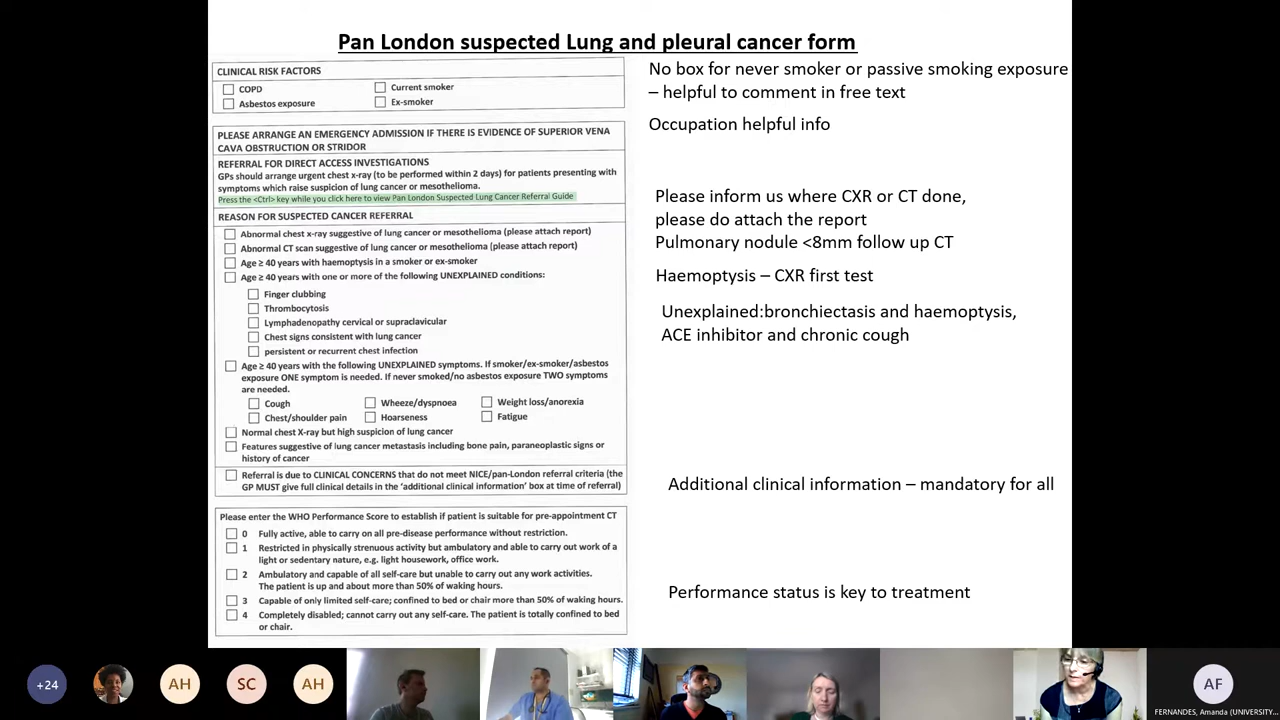 Pan London suspected Lung and pleural cancer form
CLINICAL RISK FACTORS
COPD
Current smoker
Asbestos exposure
Ex-smoker
PLEASE ARRANGE AN EMERGENCY ADMISSION IF THERE IS EVIDENCE OF SUPERIOR VENA
CAVA OBSTRUCTION OR STRIDOR
REFERRAL FOR DIRECT ACCESS INVESTIGATIONS
GPs should arrange urgent chest x-ray (to be performed within 2 days) for patients presenting with
symptoms which raise suspicion of lung cancer or mesothelioma.
Press the <Ctrl> key while you click here to view Pan London Suspected Lung Cancer Referral Guide
REASON FOR SUSPECTED CANCER REFERRAL
Abnormal chest x-ray suggestive of lung cancer or mesothelioma (please attach report)
Abnormal CT scan suggestive of lung cancer or mesothelioma (please attach report)
Age ≥ 40 years with haemoptysis in a smoker or ex-smoker
Age ≥ 40 years with one or more of the following UNEXPLAINED conditions:
Finger clubbing
Thrombocytosis
Lymphadenopathy cervical or supraclavicular
Chest signs consistent with lung cancer
persistent or recurrent chest infection
Age ≥ 40 years with the following UNEXPLAINED symptoms. If smoker/ex-smoker/asbestos
exposure ONE symptom is needed. If never smoked/no asbestos exposure TWO symptoms
are needed.
Cough
Wheeze/dyspnoea
Weight loss/anorexia
Chest/shoulder pain
Hoarseness
Fatigue
Normal chest X-ray but high suspicion of lung cancer
Features suggestive of lung cancer metastasis including bone pain, paraneoplastic signs or
history of cancer
Referral is due to CLINICAL CONCERNS that do not meet NICE/pan-London referral criteria (the
GP MUST give full clinical details in the 'additional clinical information' box at time of referral)
Please enter the WHO Performance Score to establish if patient is suitable for pre-appointment CT
0 Fully active, able to carry on all pre-disease performance without restriction.
1 Restricted in physically strenuous activity but ambulatory and able to carry out work of a
light or sedentary nature, e.g. light housework, office work.
2 Ambulatory and capable of all self-care but unable to carry out any work activities.
The patient is up and about more than 50% of waking hours.
3 Capable of only limited self-care; confined to bed or chair more than 50% of waking hours.
4 Completely disabled; cannot carry out any self-care. The patient is totally confined to bed
or chair.
No box for never smoker or passive smoking exposure
– helpful to comment in free text
Occupation helpful info
Please inform us where CXR or CT done,
please do attach the report
Pulmonary nodule <8mm follow up CT
Haemoptysis – CXR first test
Unexplained:bronchiectasis and haemoptysis,
ACE inhibitor and chronic cough
Additional clinical information – mandatory for all
Performance status is key to treatment
+24
AH
SC
AH
AF
FERNANDES, Amanda (UNIVERSITY...